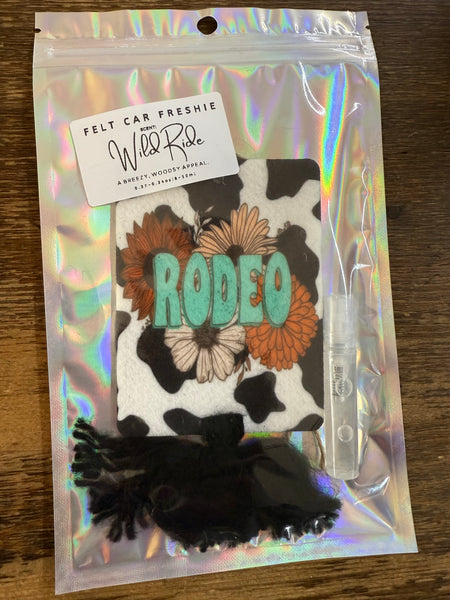 FELT CAR FRESHIE
SCENT:
Wild Ride
A BREEZY, WOODSY APPEAL.
RODEO